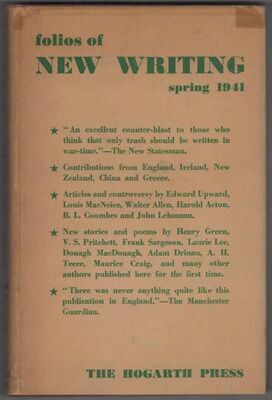 folios of
NEW WRITING
spring 1941
★ "An excellent counter-blast to those who
think that only trash should be written in
war-time."—The New Statesman.
★ Contributions from England, Ireland, New
Zealand, China and Greece.
★ Articles and controversy by Edward Upward,
Louis MacNeice, Walter Allen, Harold Acton,
B. L. Coombes and John Lehmann.
★ New stories and poems by Henry Green,
V. S. Pritchett, Frank Sargeson, Laurie Lee,
Donagh MacDonagh, Adam Drinan, A. H.
Teece, Maurice Craig, and many other
authors published here for the first time.
★ "There was never anything quite like this
publication in England."—The Manchester
Guardian.
THE HOGARTH PRESS